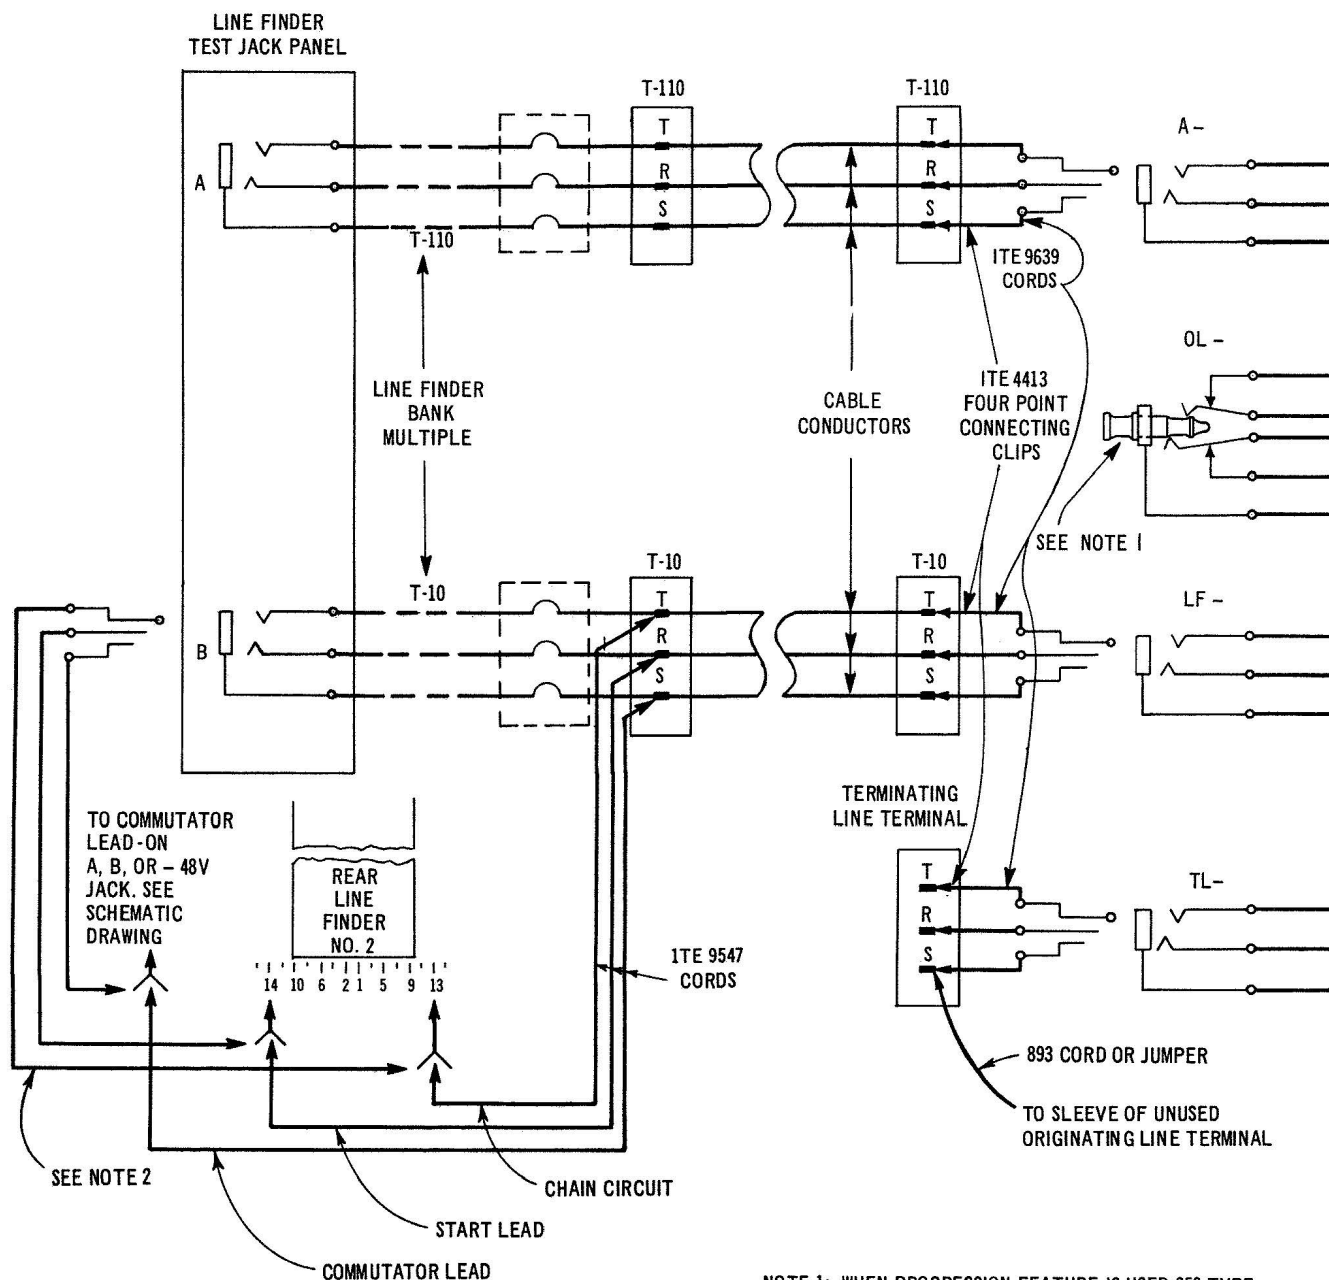 LINE FINDER
TEST JACK PANEL
T-110
T-110
T
T
A –
A
R
R
S
S
T-110
ITE 9639
CORDS
OL –
LINE FINDER
BANK
MULTIPLE
CABLE
CONDUCTORS
ITE 4413
FOUR POINT
CONNECTING
CLIPS
SEE NOTE 1
T-10
T-10
T-10
T
T
LF –
B
R
R
S
S
TO COMMUTATOR
LEAD-ON
A, B, OR – 48V
JACK. SEE
SCHEMATIC
DRAWING
REAR
LINE
FINDER
NO. 2
14 10 6 2 1 5 9 13
1TE 9547
CORDS
TERMINATING
LINE TERMINAL
T
R
S
TL–
893 CORD OR JUMPER
TO SLEEVE OF UNUSED
ORIGINATING LINE TERMINAL
SEE NOTE 2
CHAIN CIRCUIT
START LEAD
COMMUTATOR LEAD